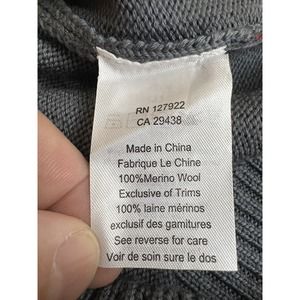 RN 127922
CA 29438
Made in China
Fabrique Le Chine
100%Merino Wool
Exclusive of Trims
100% laine mérinos
exclusif des gamitures
See reverse for care
Voir de soin sure le dos